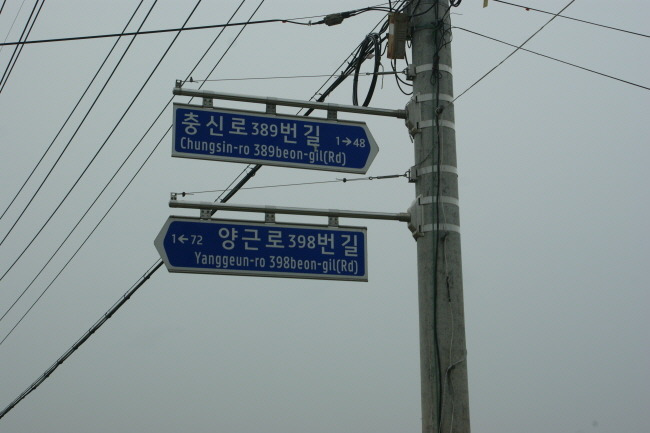 충신로389번길 1→48
Chungsin-ro 389beon-gil(Rd)
1←72 양근로398번길
Yanggeun-ro 398beon-gil(Rd)